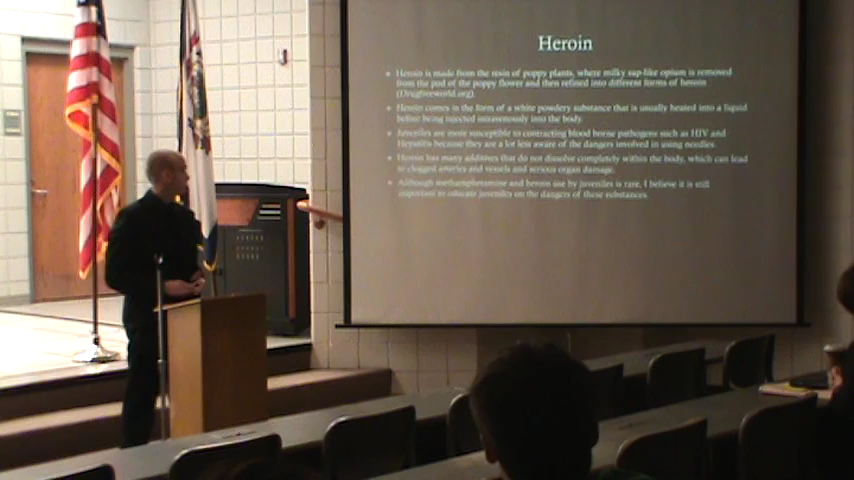 Heroin
Heroin is made from the resin of poppy plants, where milky sap-like opium is removed
from the pod of the poppy flower and then refined into different forms of heroin
(Drugfreeworld.org).
Heroin comes in the form of a white powdery substance that is usually heated into a liquid
before being injected intravenously into the body.
Juveniles are more susceptible to contracting blood borne pathogens such as HIV and
Hepatitis because they are a lot less aware of the dangers involved in using needles.
Heroin has many additives that do not dissolve completely within the body, which can lead
to clogged arteries and vessels and serious organ damage.
Although methamphetamine and heroin use by juveniles is rare, I believe it is still
important to educate juveniles on the dangers of these substances.